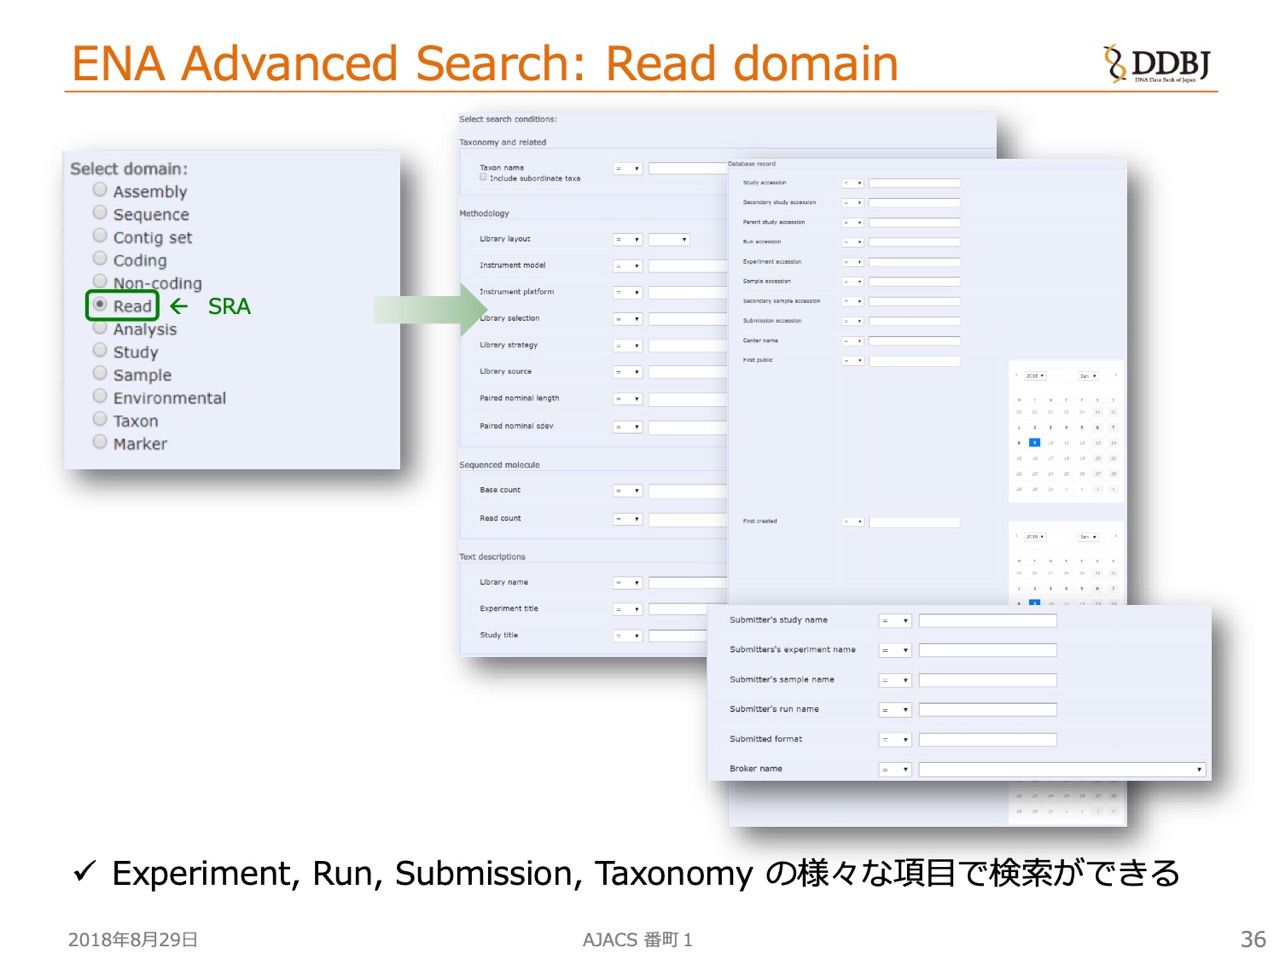 ENA Advanced Search: Read domain
DDBJ
DNA Data Bank of Japan
Select domain:
Assembly
Sequence
Contig set
Coding
Non-coding
Read ← SRA
Analysis
Study
Sample
Environmental
Taxon
Marker
Select search conditions:
Taxonomy and related
Taxon name =
Include subordinate taxa
Methodology
Library layout =
Instrument model =
Instrument platform =
Library selection =
Library strategy =
Library source =
Paired nominal length =
Paired nominal sdev =
Sequenced molecule
Base count =
Read count =
Text descriptions
Library name =
Experiment title =
Study title =
Database record
Study accession =
Secondary study accession =
Parent study accession =
Run accession =
Experiment accession =
Sample accession =
Secondary sample accession =
Submission accession =
Center name =
First public =
2018 Jan
First created =
2018 Jan
Submitter's study name =
Submitters's experiment name =
Submitter's sample name =
Submitter's run name =
Submitted format =
Broker name =
✓ Experiment, Run, Submission, Taxonomy の様々な項目で検索ができる
2018年8月29日
AJACS 番町1
36